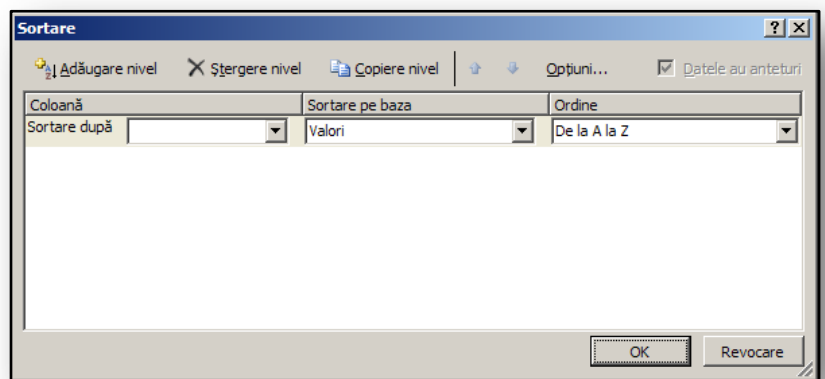 Sortare
Adăugare nivel Ștergere nivel Copiere nivel Opțiuni... Datele au anteturi
Coloană Sortare pe baza Ordine
Sortare după Valori De la A la Z
OK Revocare